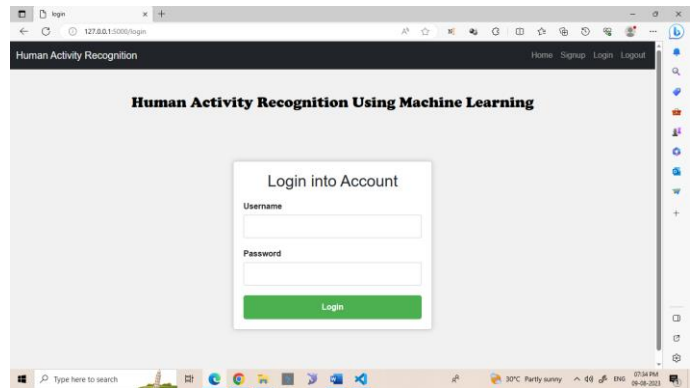 login
127.0.0.1:5000/login
Human Activity Recognition
Home Signup Login Logout
Human Activity Recognition Using Machine Learning
Login into Account
Username
Password
Login
Type here to search
30°C Partly sunny
ENG
07:34 PM
09-08-2023